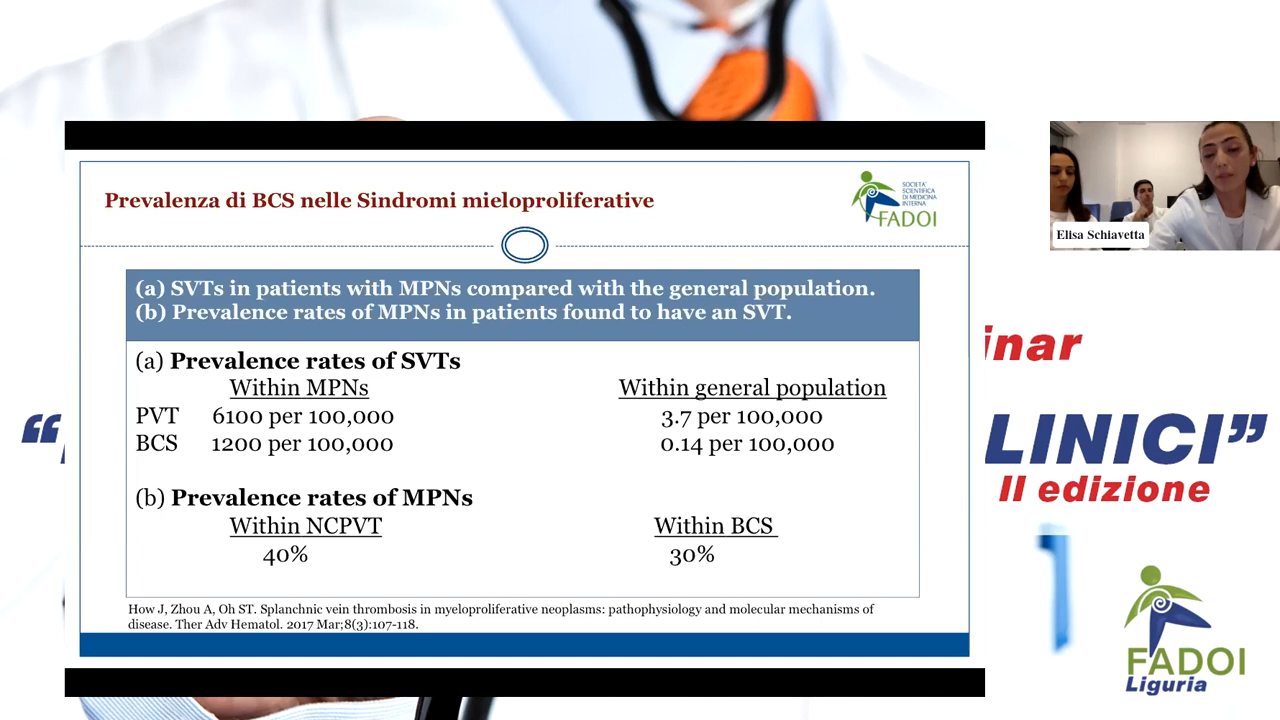 Prevalenza di BCS nelle Sindromi mieloproliferative
SOCIETA'
SCIENTIFICA
DI MEDICINA
INTERNA
FADOI
(a) SVTs in patients with MPNs compared with the general population.
(b) Prevalence rates of MPNs in patients found to have an SVT.
(a) Prevalence rates of SVTs
Within MPNs Within general population
PVT 6100 per 100,000 3.7 per 100,000
BCS 1200 per 100,000 0.14 per 100,000
(b) Prevalence rates of MPNs
Within NCPVT Within BCS
40% 30%
How J, Zhou A, Oh ST. Splanchnic vein thrombosis in myeloproliferative neoplasms: pathophysiology and molecular mechanisms of
disease. Ther Adv Hematol. 2017 Mar;8(3):107-118.
Elisa Schiavetta
inar
“ LINICI”
II edizione
FADOI
Liguria